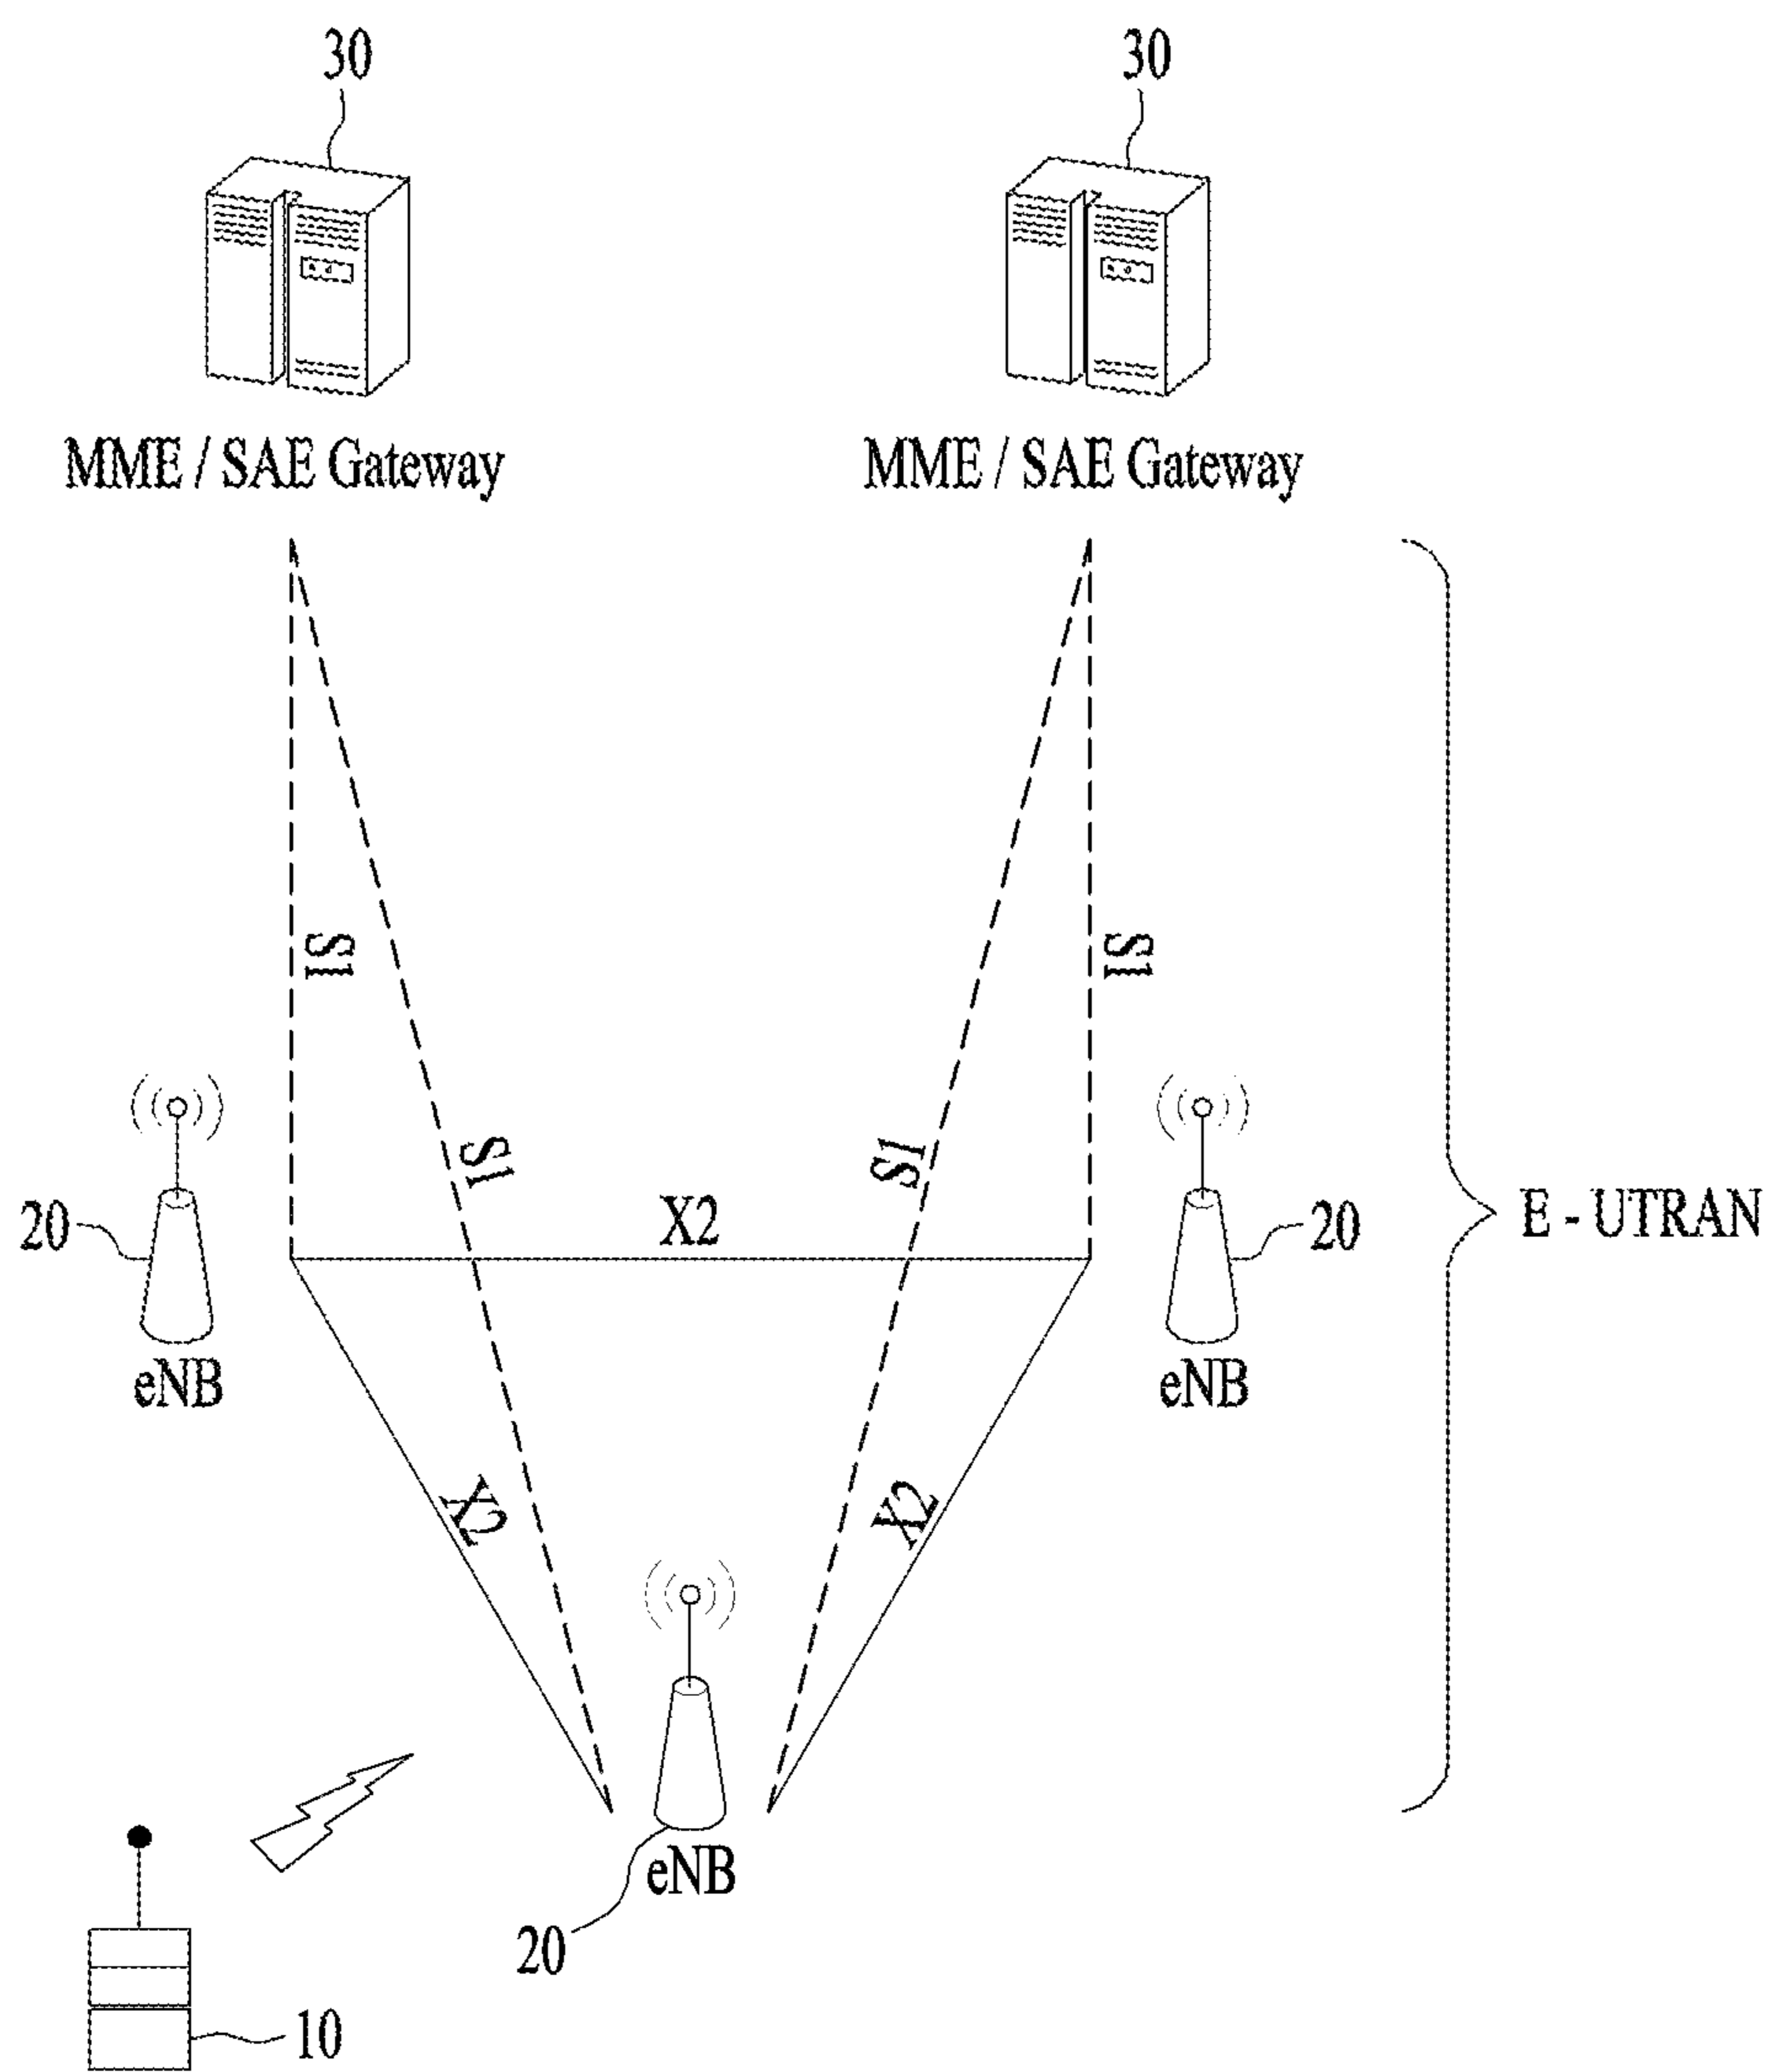 30
30
MME / SAE Gateway
MME / SAE Gateway
S1
S1
S1
S1
X2
20
20
E - UTRAN
eNB
eNB
X2
X2
eNB
20
10